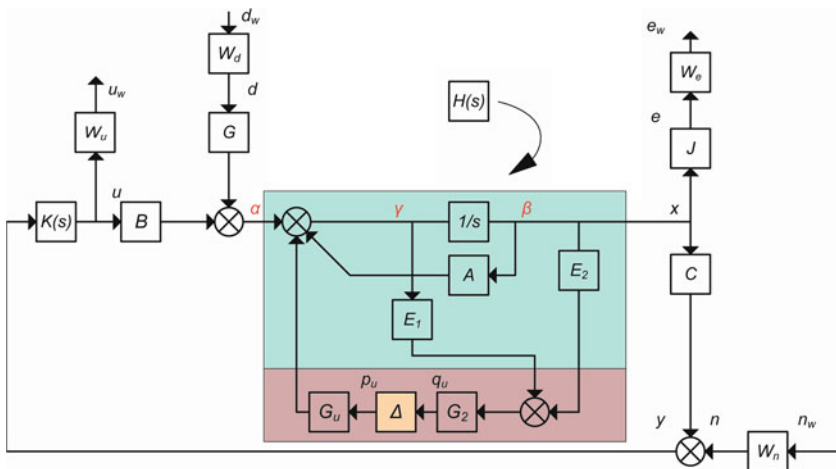 d_w
e_w
W_d
W_e
u_w
d
H(s)
e
W_u
G
J
u
α
γ
β
x
K(s)
B
1/s
A
E_2
C
E_1
p_u
q_u
G_u
Δ
G_2
y
n
n_w
W_n